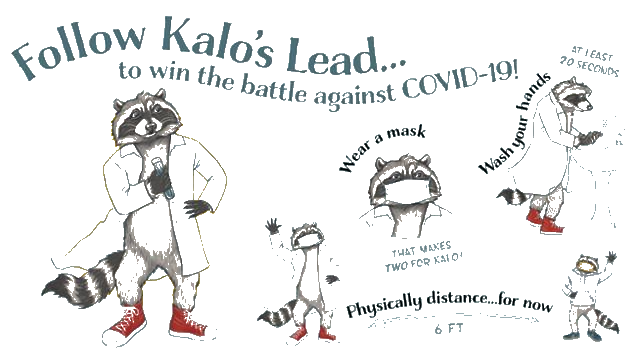 Follow Kalo's Lead...
to win the battle against COVID-19!
Wear a mask
THAT MAKES
TWO FOR KALO!
Wash your hands
AT LEAST
20 SECONDS
Physically distance...for now
6 FT